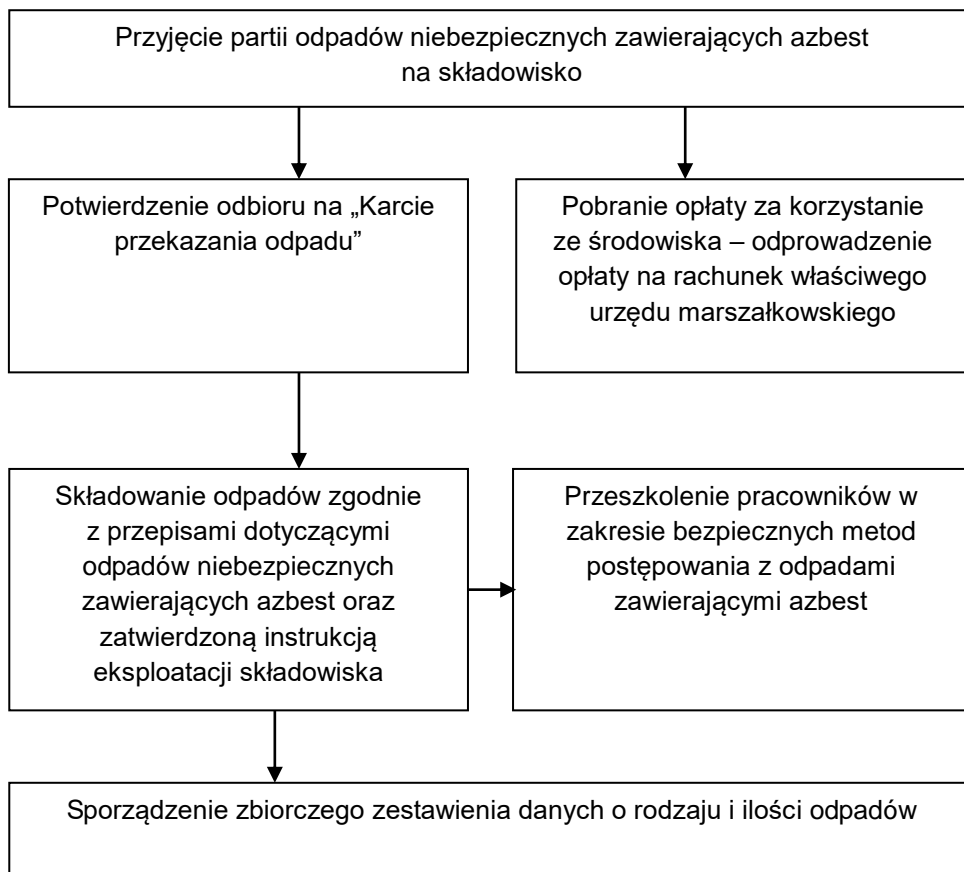 Przyjęcie partii odpadów niebezpiecznych zawierających azbest
na składowisko
Potwierdzenie odbioru na „Karcie
przekazania odpadu”
Pobranie opłaty za korzystanie
ze środowiska – odprowadzenie
opłaty na rachunek właściwego
urzędu marszałkowskiego
Składowanie odpadów zgodnie
z przepisami dotyczącymi
odpadów niebezpiecznych
zawierających azbest oraz
zatwierdzoną instrukcją
eksploatacji składowiska
Przeszkolenie pracowników w
zakresie bezpiecznych metod
postępowania z odpadami
zawierającymi azbest
Sporządzenie zbiorczego zestawienia danych o rodzaju i ilości odpadów